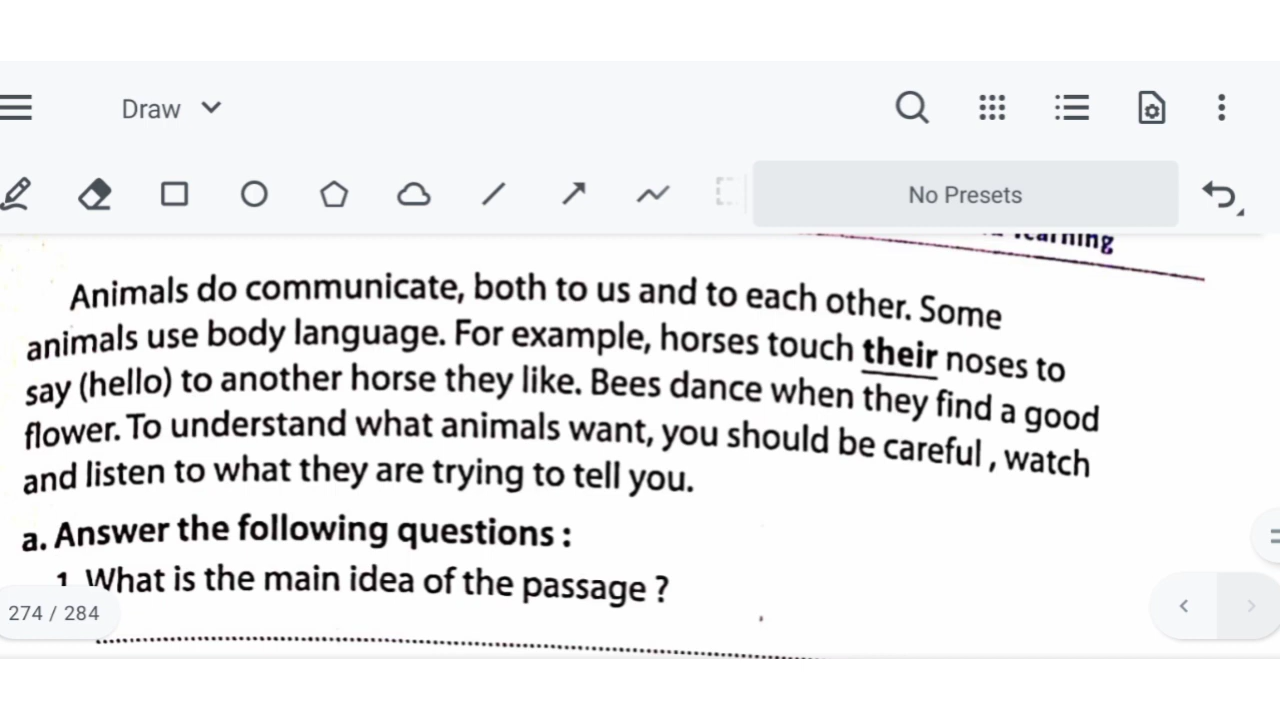 Draw
No Presets
learning
Animals do communicate, both to us and to each other. Some
animals use body language. For example, horses touch their noses to
say (hello) to another horse they like. Bees dance when they find a good
flower. To understand what animals want, you should be careful , watch
and listen to what they are trying to tell you.
a. Answer the following questions :
1. What is the main idea of the passage ?
274 / 284